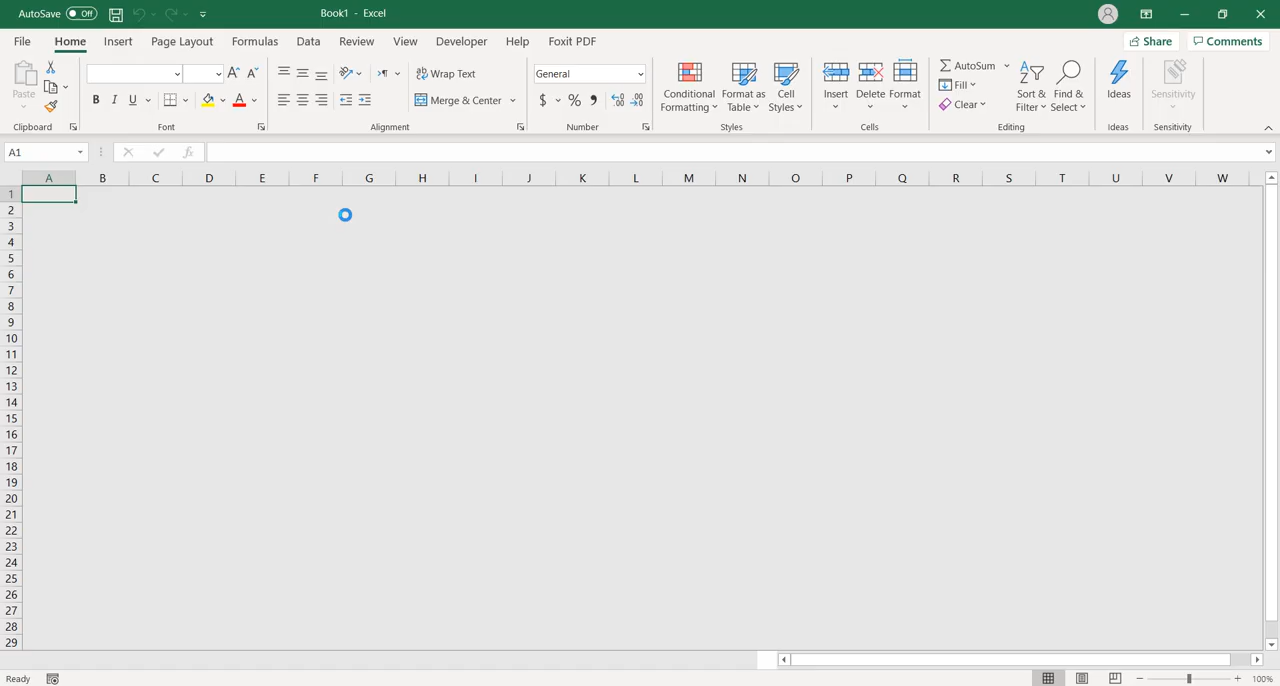 AutoSave Off Book1 - Excel
File Home Insert Page Layout Formulas Data Review View Developer Help Foxit PDF Share Comments
Paste
B I U
Clipboard Font
Wrap Text
Merge & Center
Alignment
General
$ % 9
Number
Conditional Formatting
Format as Table
Cell Styles
Styles
Insert Delete Format
Cells
AutoSum
Fill
Clear
Sort & Filter
Find & Select
Editing
Ideas
Ideas
Sensitivity
Sensitivity
A1 fx
A B C D E F G H I J K L M N O P Q R S T U V W
1
2
3
4
5
6
7
8
9
10
11
12
13
14
15
16
17
18
19
20
21
22
23
24
25
26
27
28
29
Ready 100%